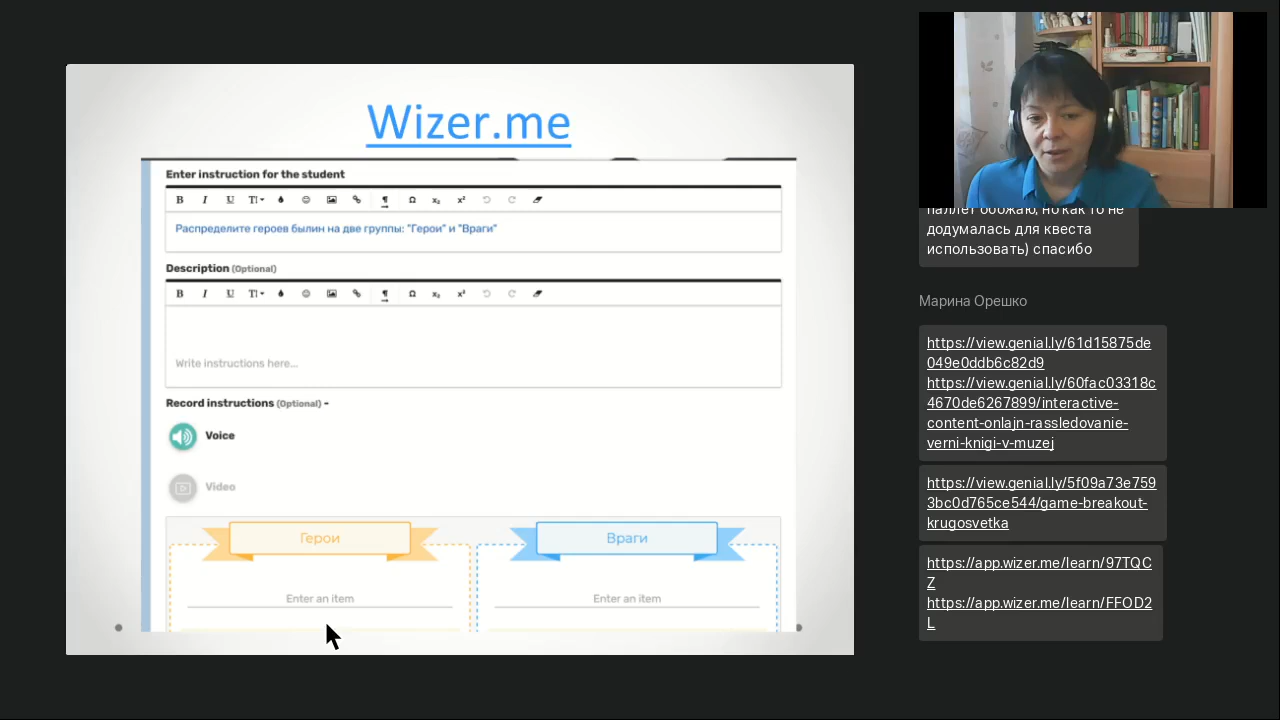 Wizer.me
Enter instruction for the student
Распределите героев былин на две группы: "Герои" и "Враги"
Description (Optional)
Write instructions here...
Record instructions (Optional) -
Voice
Video
Герои
Враги
Enter an item
Enter an item
паллет обожаю, но как то не
додумалась для квеста
использовать) спасибо
Марина Орешко
https://view.genial.ly/61d15875de
049e0ddb6c82d9
https://view.genial.ly/60fac03318c
4670de6267899/interactive-
content-onlajn-rassledovanie-
verni-knigi-v-muzej
https://view.genial.ly/5f09a73e759
3bc0d765ce544/game-breakout-
krugosvetka
https://app.wizer.me/learn/97TQC
Z
https://app.wizer.me/learn/FFOD2
L